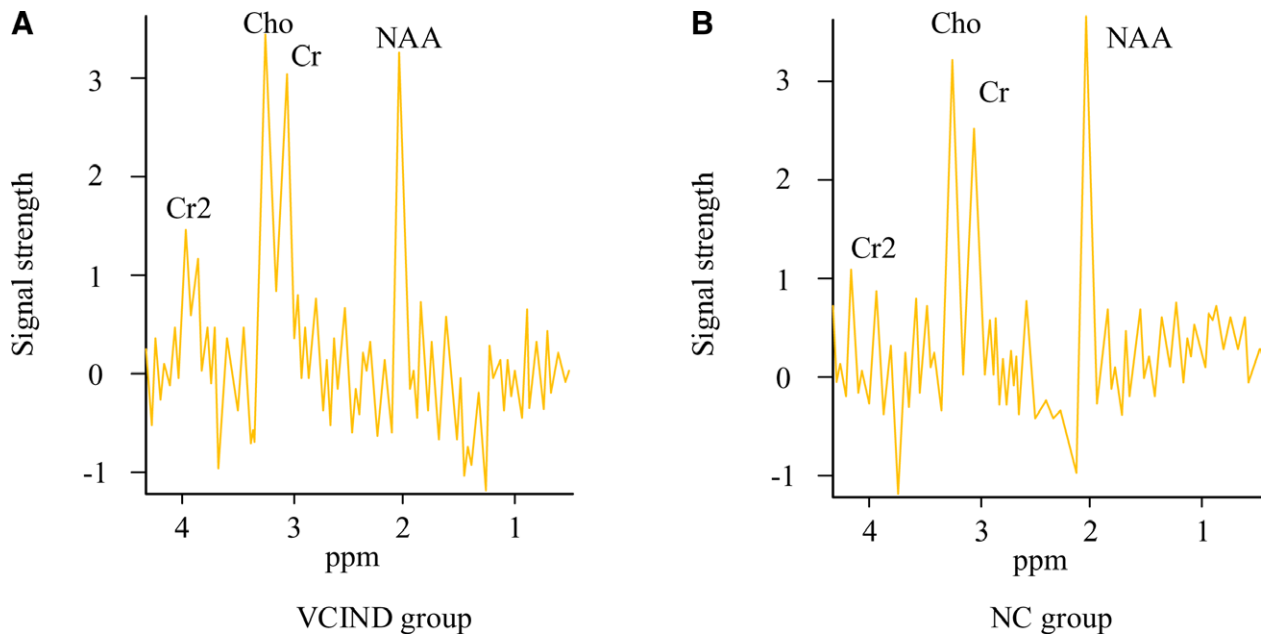 A
Cho
NAA
Cr
Cr2
Signal strength
3
2
1
0
-1
4 3 2 1
ppm
VCIND group
B
Cho
NAA
Cr
Cr2
Signal strength
3
2
1
0
-1
4 3 2 1
ppm
NC group